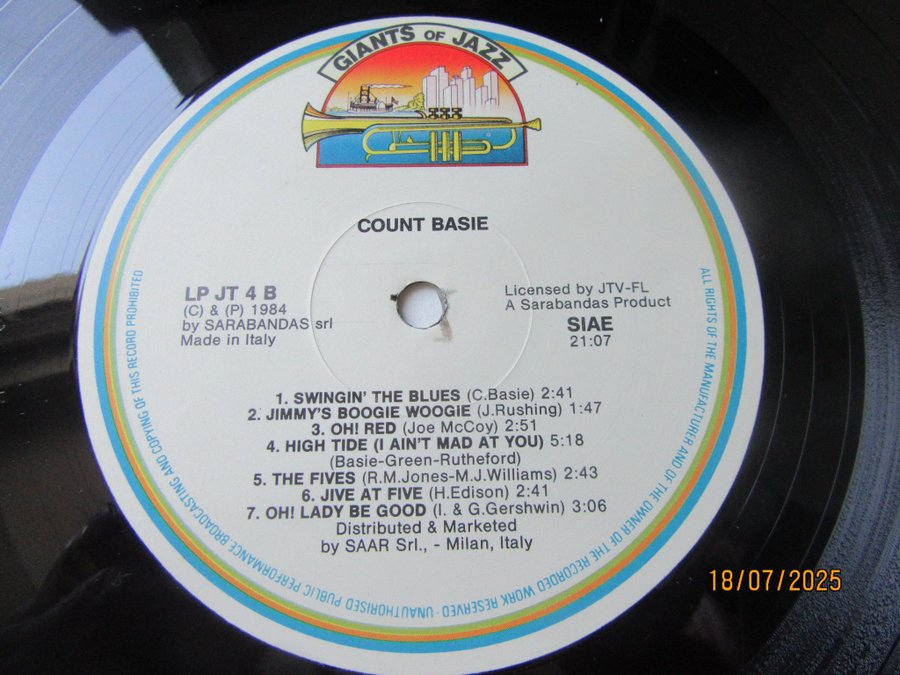 GIANTS OF JAZZ
COUNT BASIE
LP JT 4 B
(C) & (P) 1984
by SARABANDAS srl
Made in Italy
Licensed by JTV-FL
A Sarabandas Product
SIAE
21:07
1. SWINGIN' THE BLUES (C.Basie) 2:41
2. JIMMY'S BOOGIE WOOGIE (J.Rushing) 1:47
3. OH! RED (Joe McCoy) 2:51
4. HIGH TIDE (I AIN'T MAD AT YOU) 5:18
(Basie-Green-Rutheford)
5. THE FIVES (R.M.Jones-M.J.Williams) 2:43
6. JIVE AT FIVE (H.Edison) 2:41
7. OH! LADY BE GOOD (I. & G.Gershwin) 3:06
Distributed & Marketed
by SAAR Srl., - Milan, Italy
ALL RIGHTS OF THE MANUFACTURER AND OF THE OWNER OF THE RECORDED WORK RESERVED - UNAUTHORISED PUBLIC PERFORMANCE BROADCASTING AND COPYING OF THIS RECORD PROHIBITED
18/07/2025